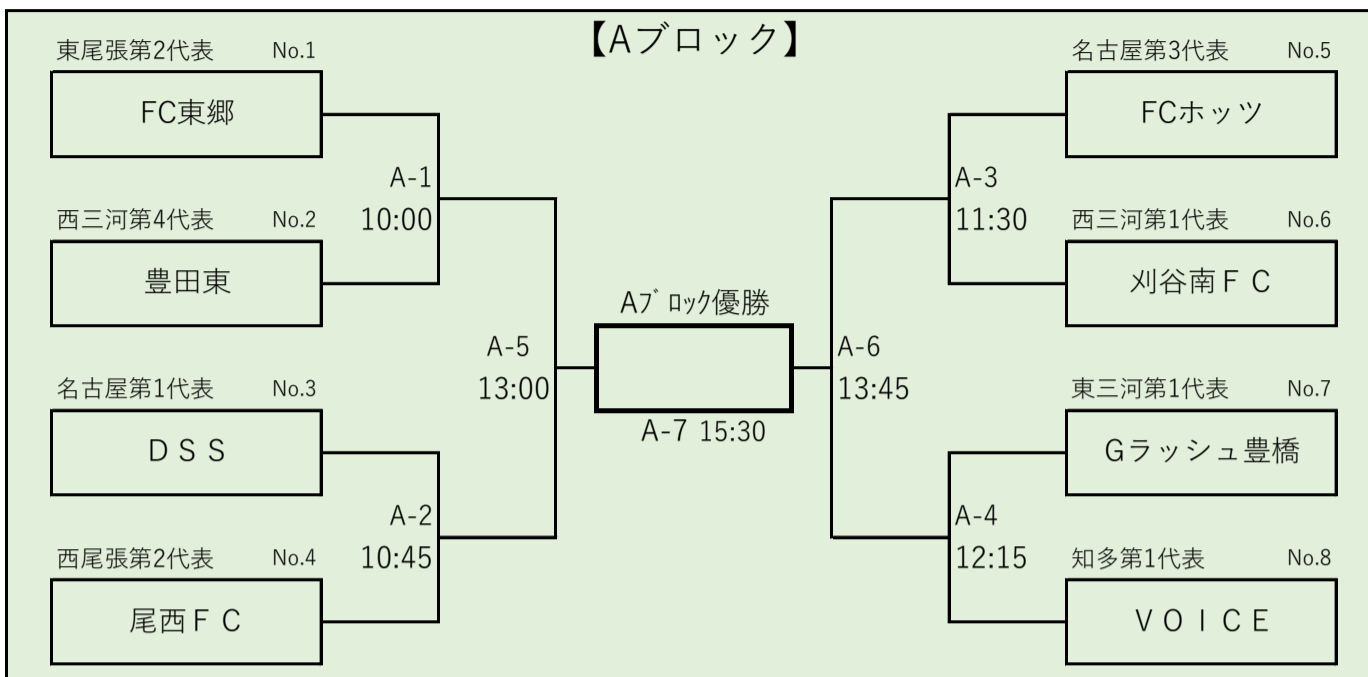 【Aブロック】
東尾張第2代表 No.1
FC東郷
A-1
10:00
西三河第4代表 No.2
豊田東
A-5
13:00
名古屋第1代表 No.3
ＤＳＳ
A-2
10:45
西尾張第2代表 No.4
尾西ＦＣ
Aﾌﾞﾛｯｸ優勝
A-7 15:30
名古屋第3代表 No.5
FCホッツ
A-3
11:30
西三河第1代表 No.6
刈谷南ＦＣ
A-6
13:45
東三河第1代表 No.7
Gラッシュ豊橋
A-4
12:15
知多第1代表 No.8
ＶＯＩＣＥ